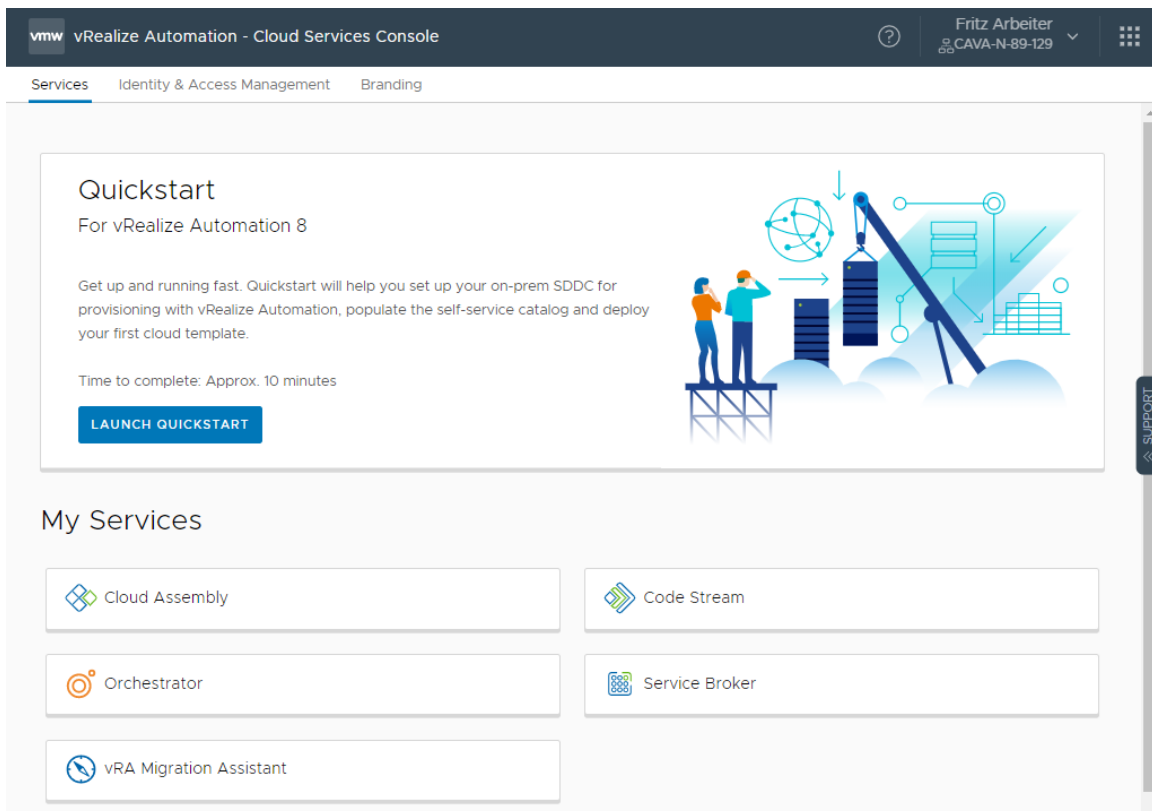 vmw vRealize Automation - Cloud Services Console
Fritz Arbeiter
CAVA-N-89-129
Services Identity & Access Management Branding
Quickstart
For vRealize Automation 8
Get up and running fast. Quickstart will help you set up your on-prem SDDC for
provisioning with vRealize Automation, populate the self-service catalog and deploy
your first cloud template.
Time to complete: Approx. 10 minutes
LAUNCH QUICKSTART
SUPPORT
My Services
Cloud Assembly
Code Stream
Orchestrator
Service Broker
vRA Migration Assistant